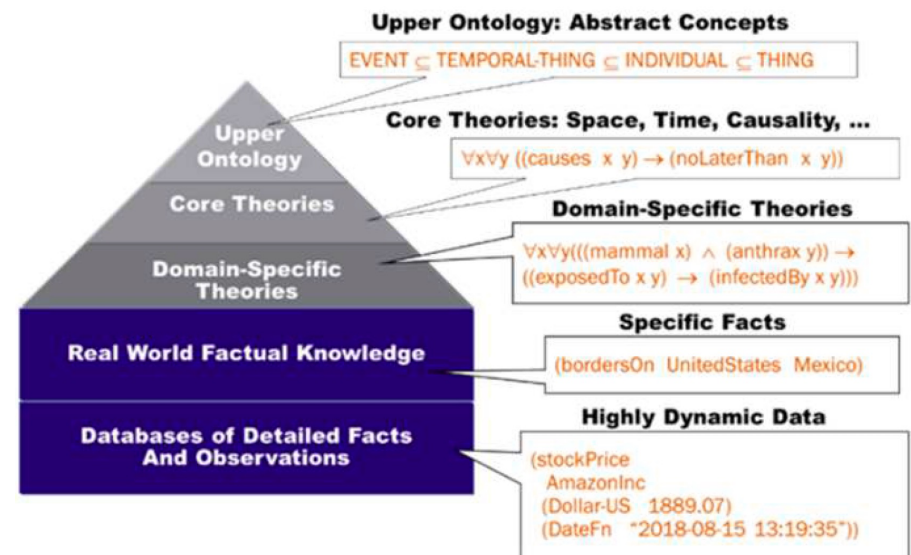 Upper Ontology: Abstract Concepts
EVENT ⊆ TEMPORAL-THING ⊆ INDIVIDUAL ⊆ THING
Upper
Ontology
Core Theories: Space, Time, Causality, ...
∀x∀y ((causes x y) → (noLaterThan x y))
Core Theories
Domain-Specific Theories
∀x∀y(((mammal x) ∧ (anthrax y)) →
((exposedTo x y) → (infectedBy x y)))
Domain-Specific
Theories
Specific Facts
(bordersOn UnitedStates Mexico)
Real World Factual Knowledge
Highly Dynamic Data
(stockPrice
AmazonInc
(Dollar-US 1889.07)
(DateFn “2018-08-15 13:19:35”))
Databases of Detailed Facts
And Observations